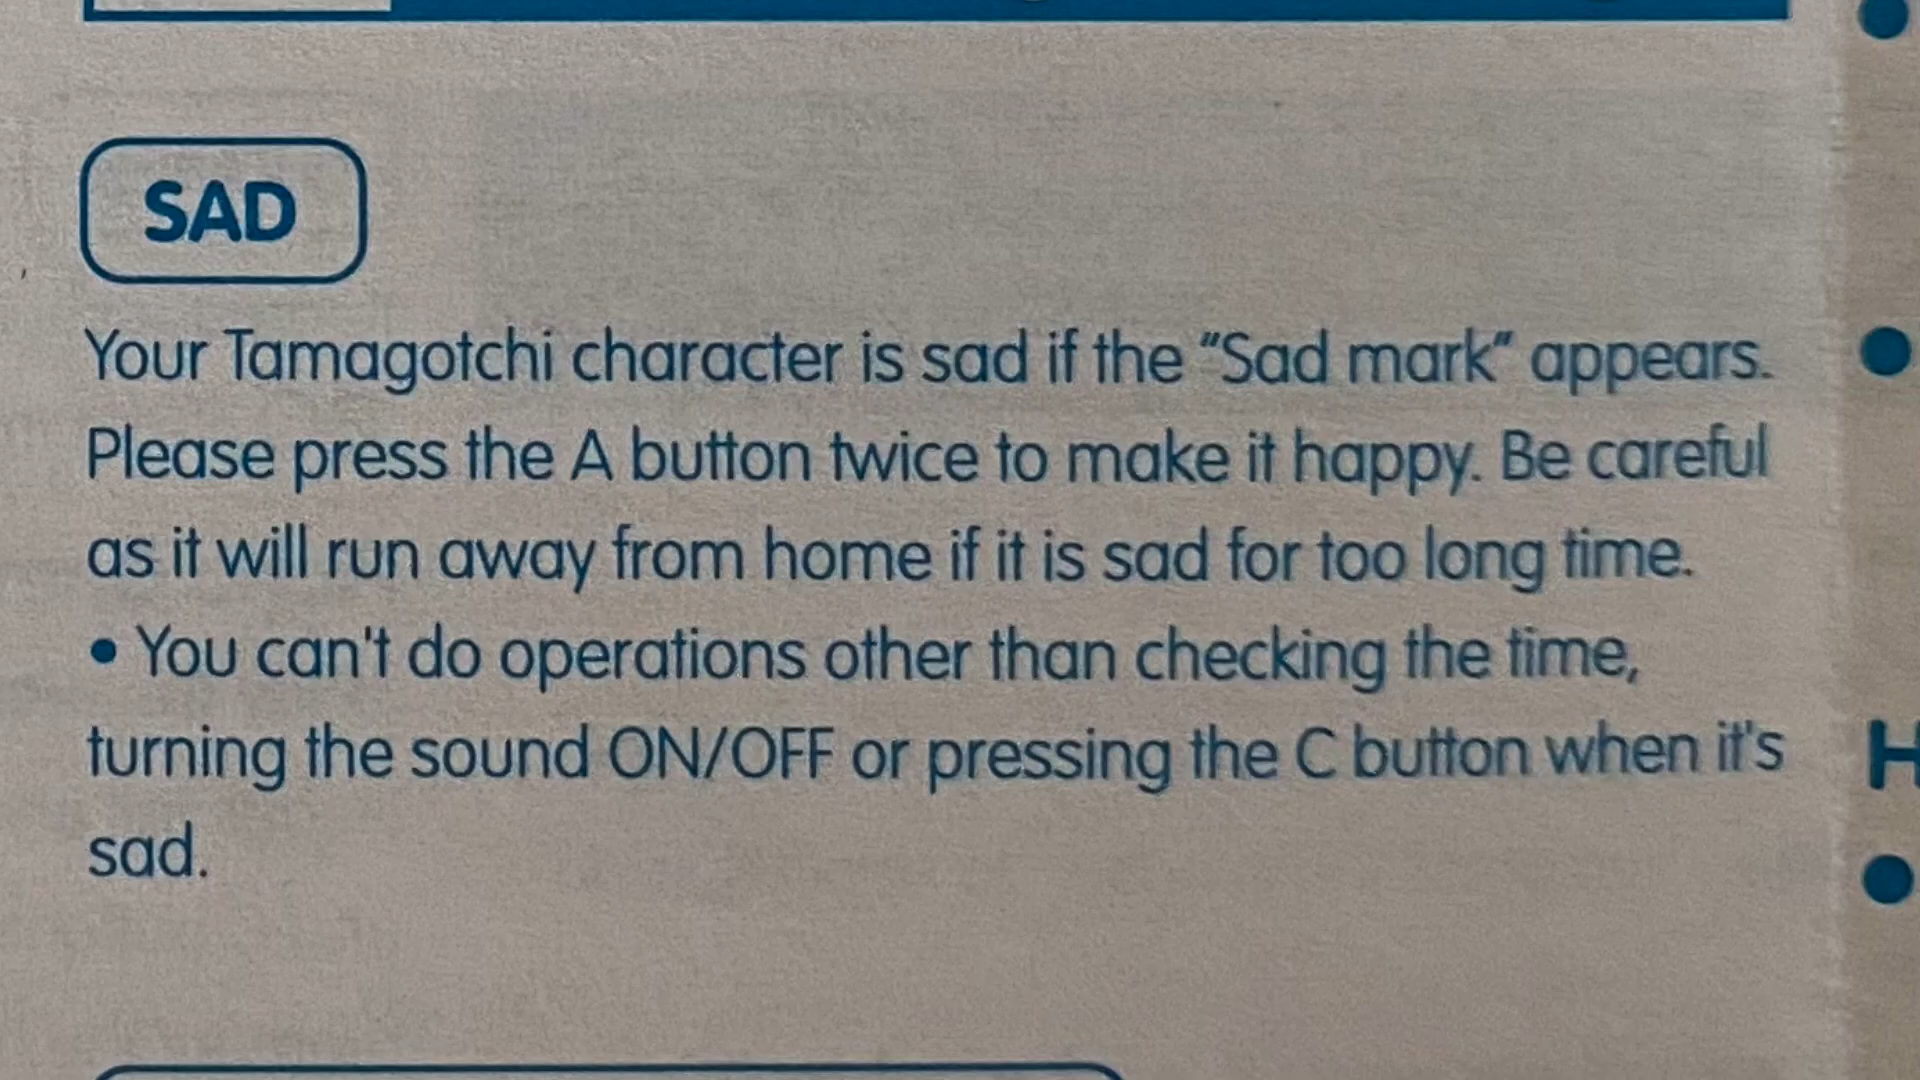 SAD
Your Tamagotchi character is sad if the "Sad mark" appears.
Please press the A button twice to make it happy. Be careful
as it will run away from home if it is sad for too long time.
• You can't do operations other than checking the time,
turning the sound ON/OFF or pressing the C button when it's
sad.
H